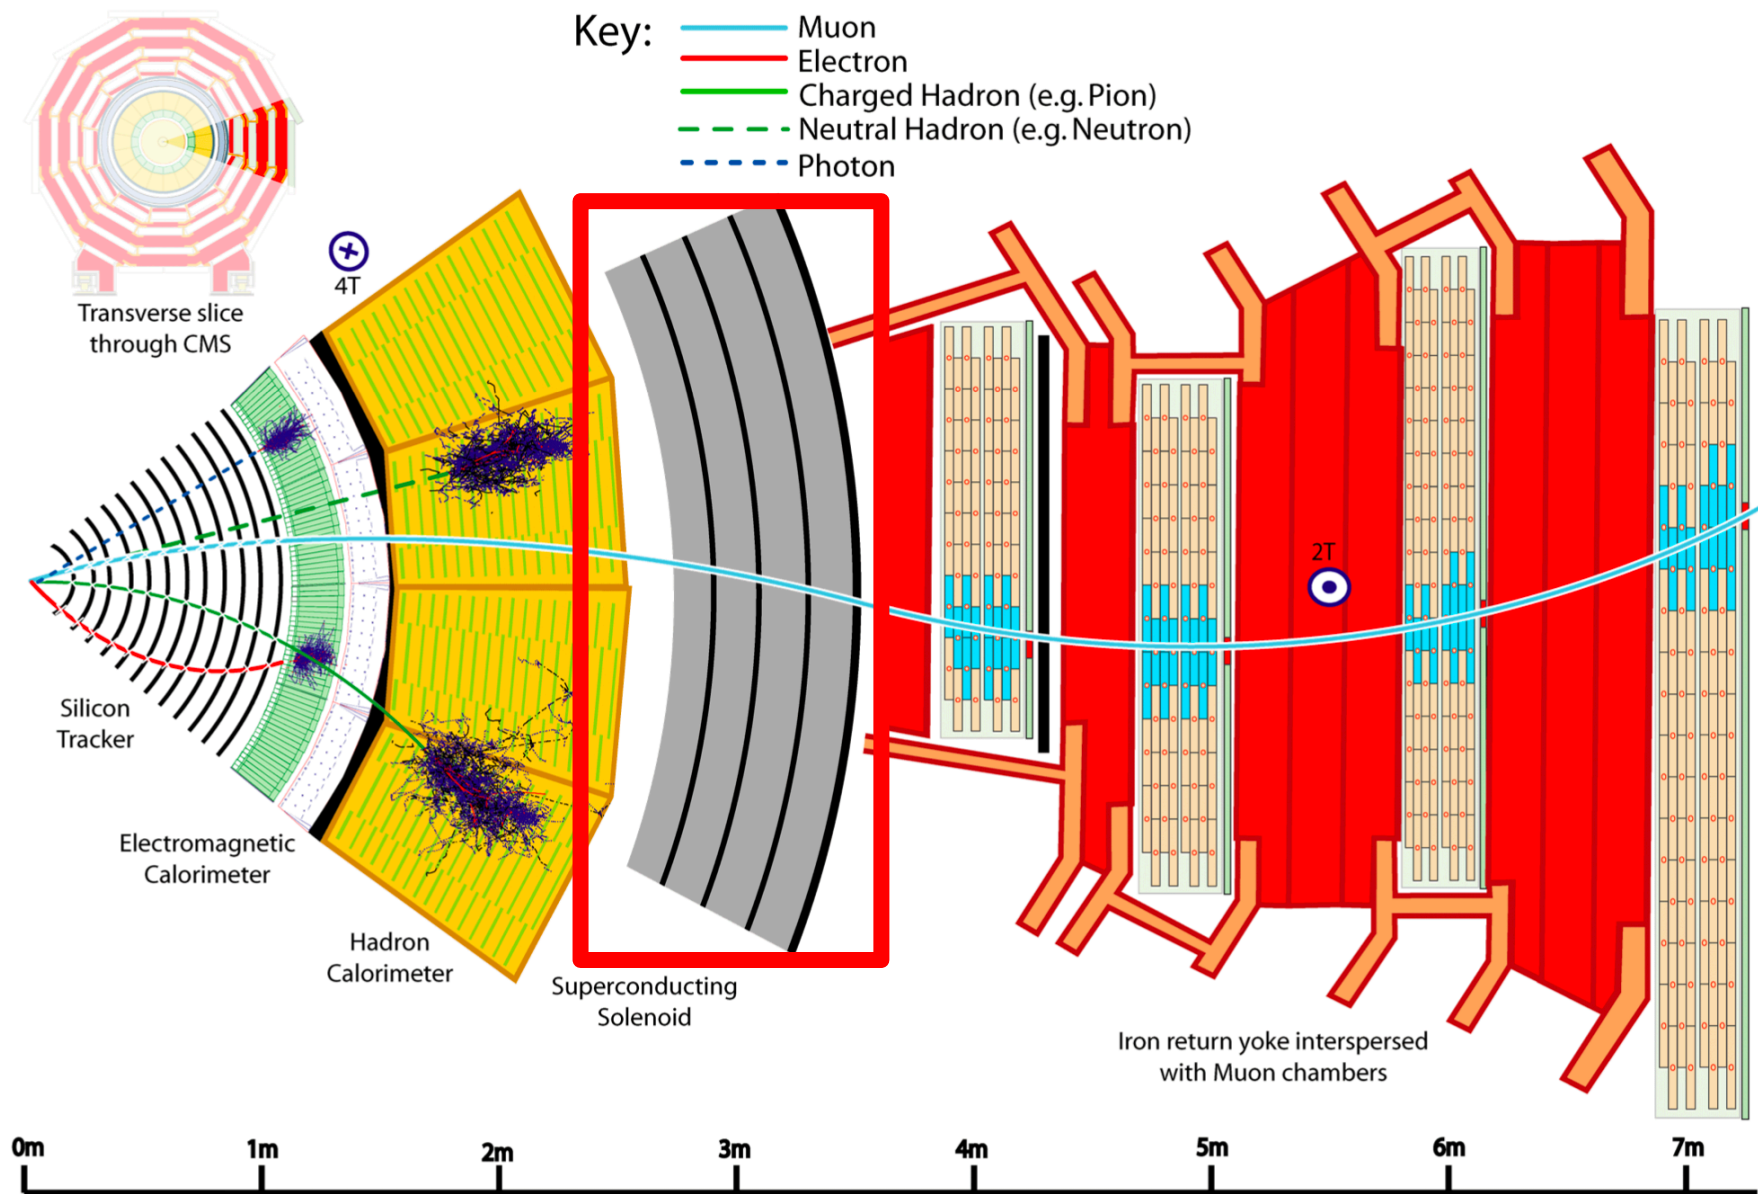 Key:
Muon
Electron
Charged Hadron (e.g. Pion)
Neutral Hadron (e.g. Neutron)
Photon
4T
Transverse slice
through CMS
2T
Silicon
Tracker
Electromagnetic
Calorimeter
Hadron
Calorimeter
Superconducting
Solenoid
Iron return yoke interspersed
with Muon chambers
0m 1m 2m 3m 4m 5m 6m 7m